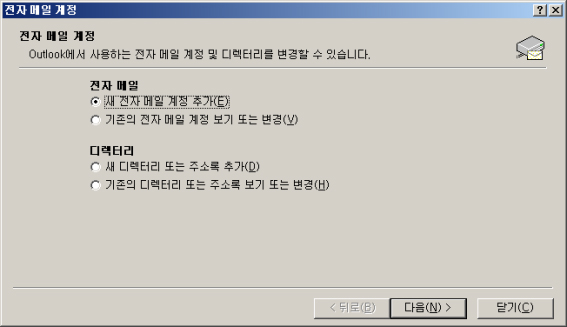 전자 메일 계정
전자 메일 계정
Outlook에서 사용하는 전자 메일 계정 및 디렉터리를 변경할 수 있습니다.
전자 메일
새 전자 메일 계정 추가(E)
기존의 전자 메일 계정 보기 또는 변경(V)
디렉터리
새 디렉터리 또는 주소록 추가(D)
기존의 디렉터리 또는 주소록 보기 또는 변경(H)
< 뒤로(B) 다음(N) > 닫기(C)